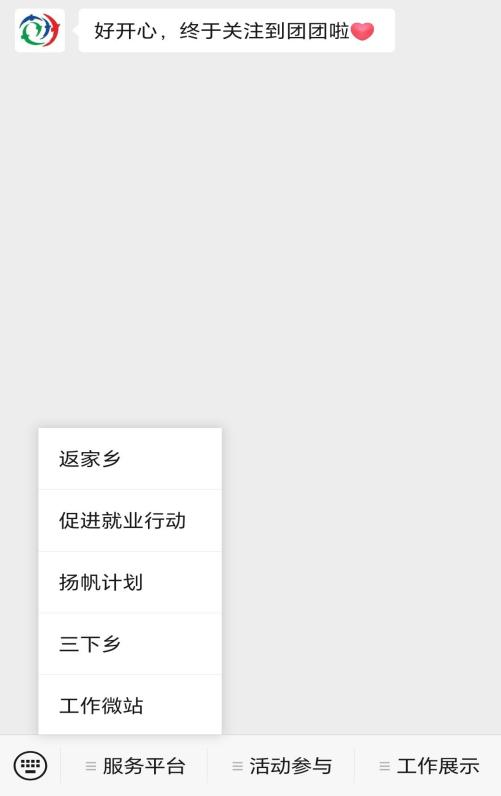 好开心，终于关注到团团啦❤
返家乡
促进就业行动
扬帆计划
三下乡
工作微站
服务平台
活动参与
工作展示